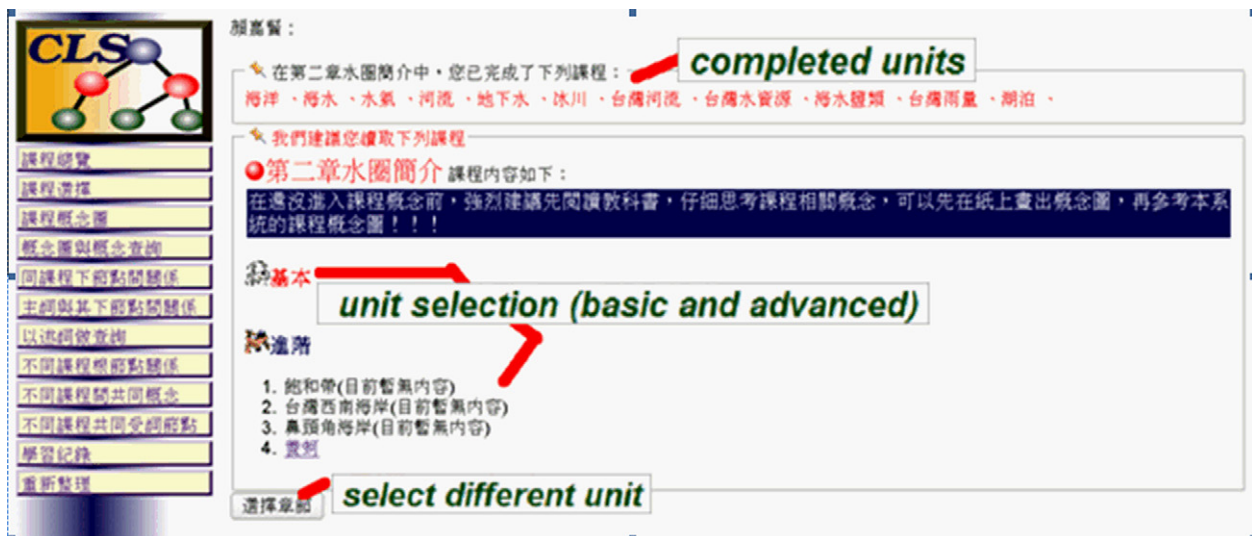 CLS
課程總覽
課程選擇
課程概念圖
概念圖與概念查詢
同課程下節點間關係
主詞與其下節點間關係
以述詞做查詢
不同課程根節點關係
不同課程間共同概念
不同課程共同受詞節點
學習紀錄
重新整理
顏嘉賢：
completed units
在第二章水圈簡介中，您已完成了下列課程：
海洋 、海水 、水氣 、河流 、地下水 、冰川 、台灣河流 、台灣水資源 、海水鹽類 、台灣雨量 、湖泊 、
我們建議您讀取下列課程
第二章水圈簡介 課程內容如下：
在還沒進入課程概念前，強烈建議先閱讀教科書，仔細思考課程相關概念，可以先在紙上畫出概念圖，再參考本系
統的課程概念圖！！！
基本
unit selection (basic and advanced)
進階
1. 飽和帶(目前暫無內容)
2. 台灣西南海岸(目前暫無內容)
3. 鼻頭角海岸(目前暫無內容)
4.
選擇章節
select different unit